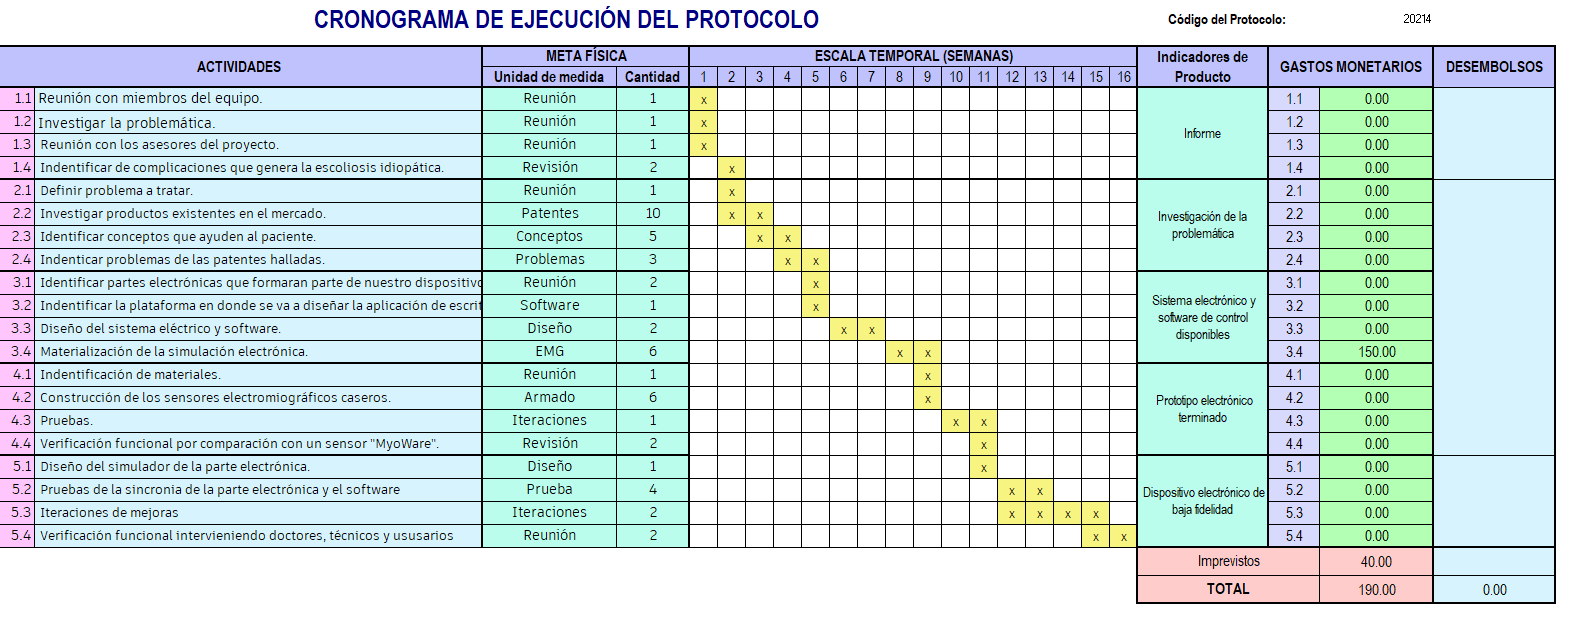 CRONOGRAMA DE EJECUCIÓN DEL PROTOCOLO
Código del Protocolo: 20214
ACTIVIDADES
META FÍSICA
ESCALA TEMPORAL (SEMANAS)
Indicadores de Producto
GASTOS MONETARIOS
DESEMBOLSOS
Unidad de medida Cantidad 1 2 3 4 5 6 7 8 9 10 11 12 13 14 15 16
1.1 Reunión con miembros del equipo. Reunión 1 x 1.1 0.00
1.2 Investigar la problemática. Reunión 1 x 1.2 0.00
Informe
1.3 Reunión con los asesores del proyecto. Reunión 1 x 1.3 0.00
1.4 Indentificar de complicaciones que genera la escoliosis idiopática. Revisión 2 x 1.4 0.00
2.1 Definir problema a tratar. Reunión 1 x 2.1 0.00
2.2 Investigar productos existentes en el mercado. Patentes 10 x x 2.2 0.00
Investigación de la problemática
2.3 Identificar conceptos que ayuden al paciente. Conceptos 5 x x 2.3 0.00
2.4 Indenticar problemas de las patentes halladas. Problemas 3 x x 2.4 0.00
3.1 Identificar partes electrónicas que formaran parte de nuestro dispositivo Reunión 2 x 3.1 0.00
3.2 Indentificar la plataforma en donde se va a diseñar la aplicación de escrit Software 1 x 3.2 0.00
Sistema electrónico y software de control disponibles
3.3 Diseño del sistema eléctrico y software. Diseño 2 x x 3.3 0.00
3.4 Materialización de la simulación electrónica. EMG 6 x x 3.4 150.00
4.1 Indentificación de materiales. Reunión 1 x 4.1 0.00
4.2 Construcción de los sensores electromiográficos caseros. Armado 6 x 4.2 0.00
Prototipo electrónico terminado
4.3 Pruebas. Iteraciones 1 x x 4.3 0.00
4.4 Verificación funcional por comparación con un sensor "MyoWare". Revisión 2 x 4.4 0.00
5.1 Diseño del simulador de la parte electrónica. Diseño 1 x 5.1 0.00
5.2 Pruebas de la sincronia de la parte electrónica y el software Prueba 4 x x 5.2 0.00
Dispositivo electrónico de baja fidelidad
5.3 Iteraciones de mejoras Iteraciones 2 x x x x 5.3 0.00
5.4 Verificación funcional intervieniendo doctores, técnicos y ususarios Reunión 2 x x 5.4 0.00
Imprevistos 40.00
TOTAL 190.00 0.00